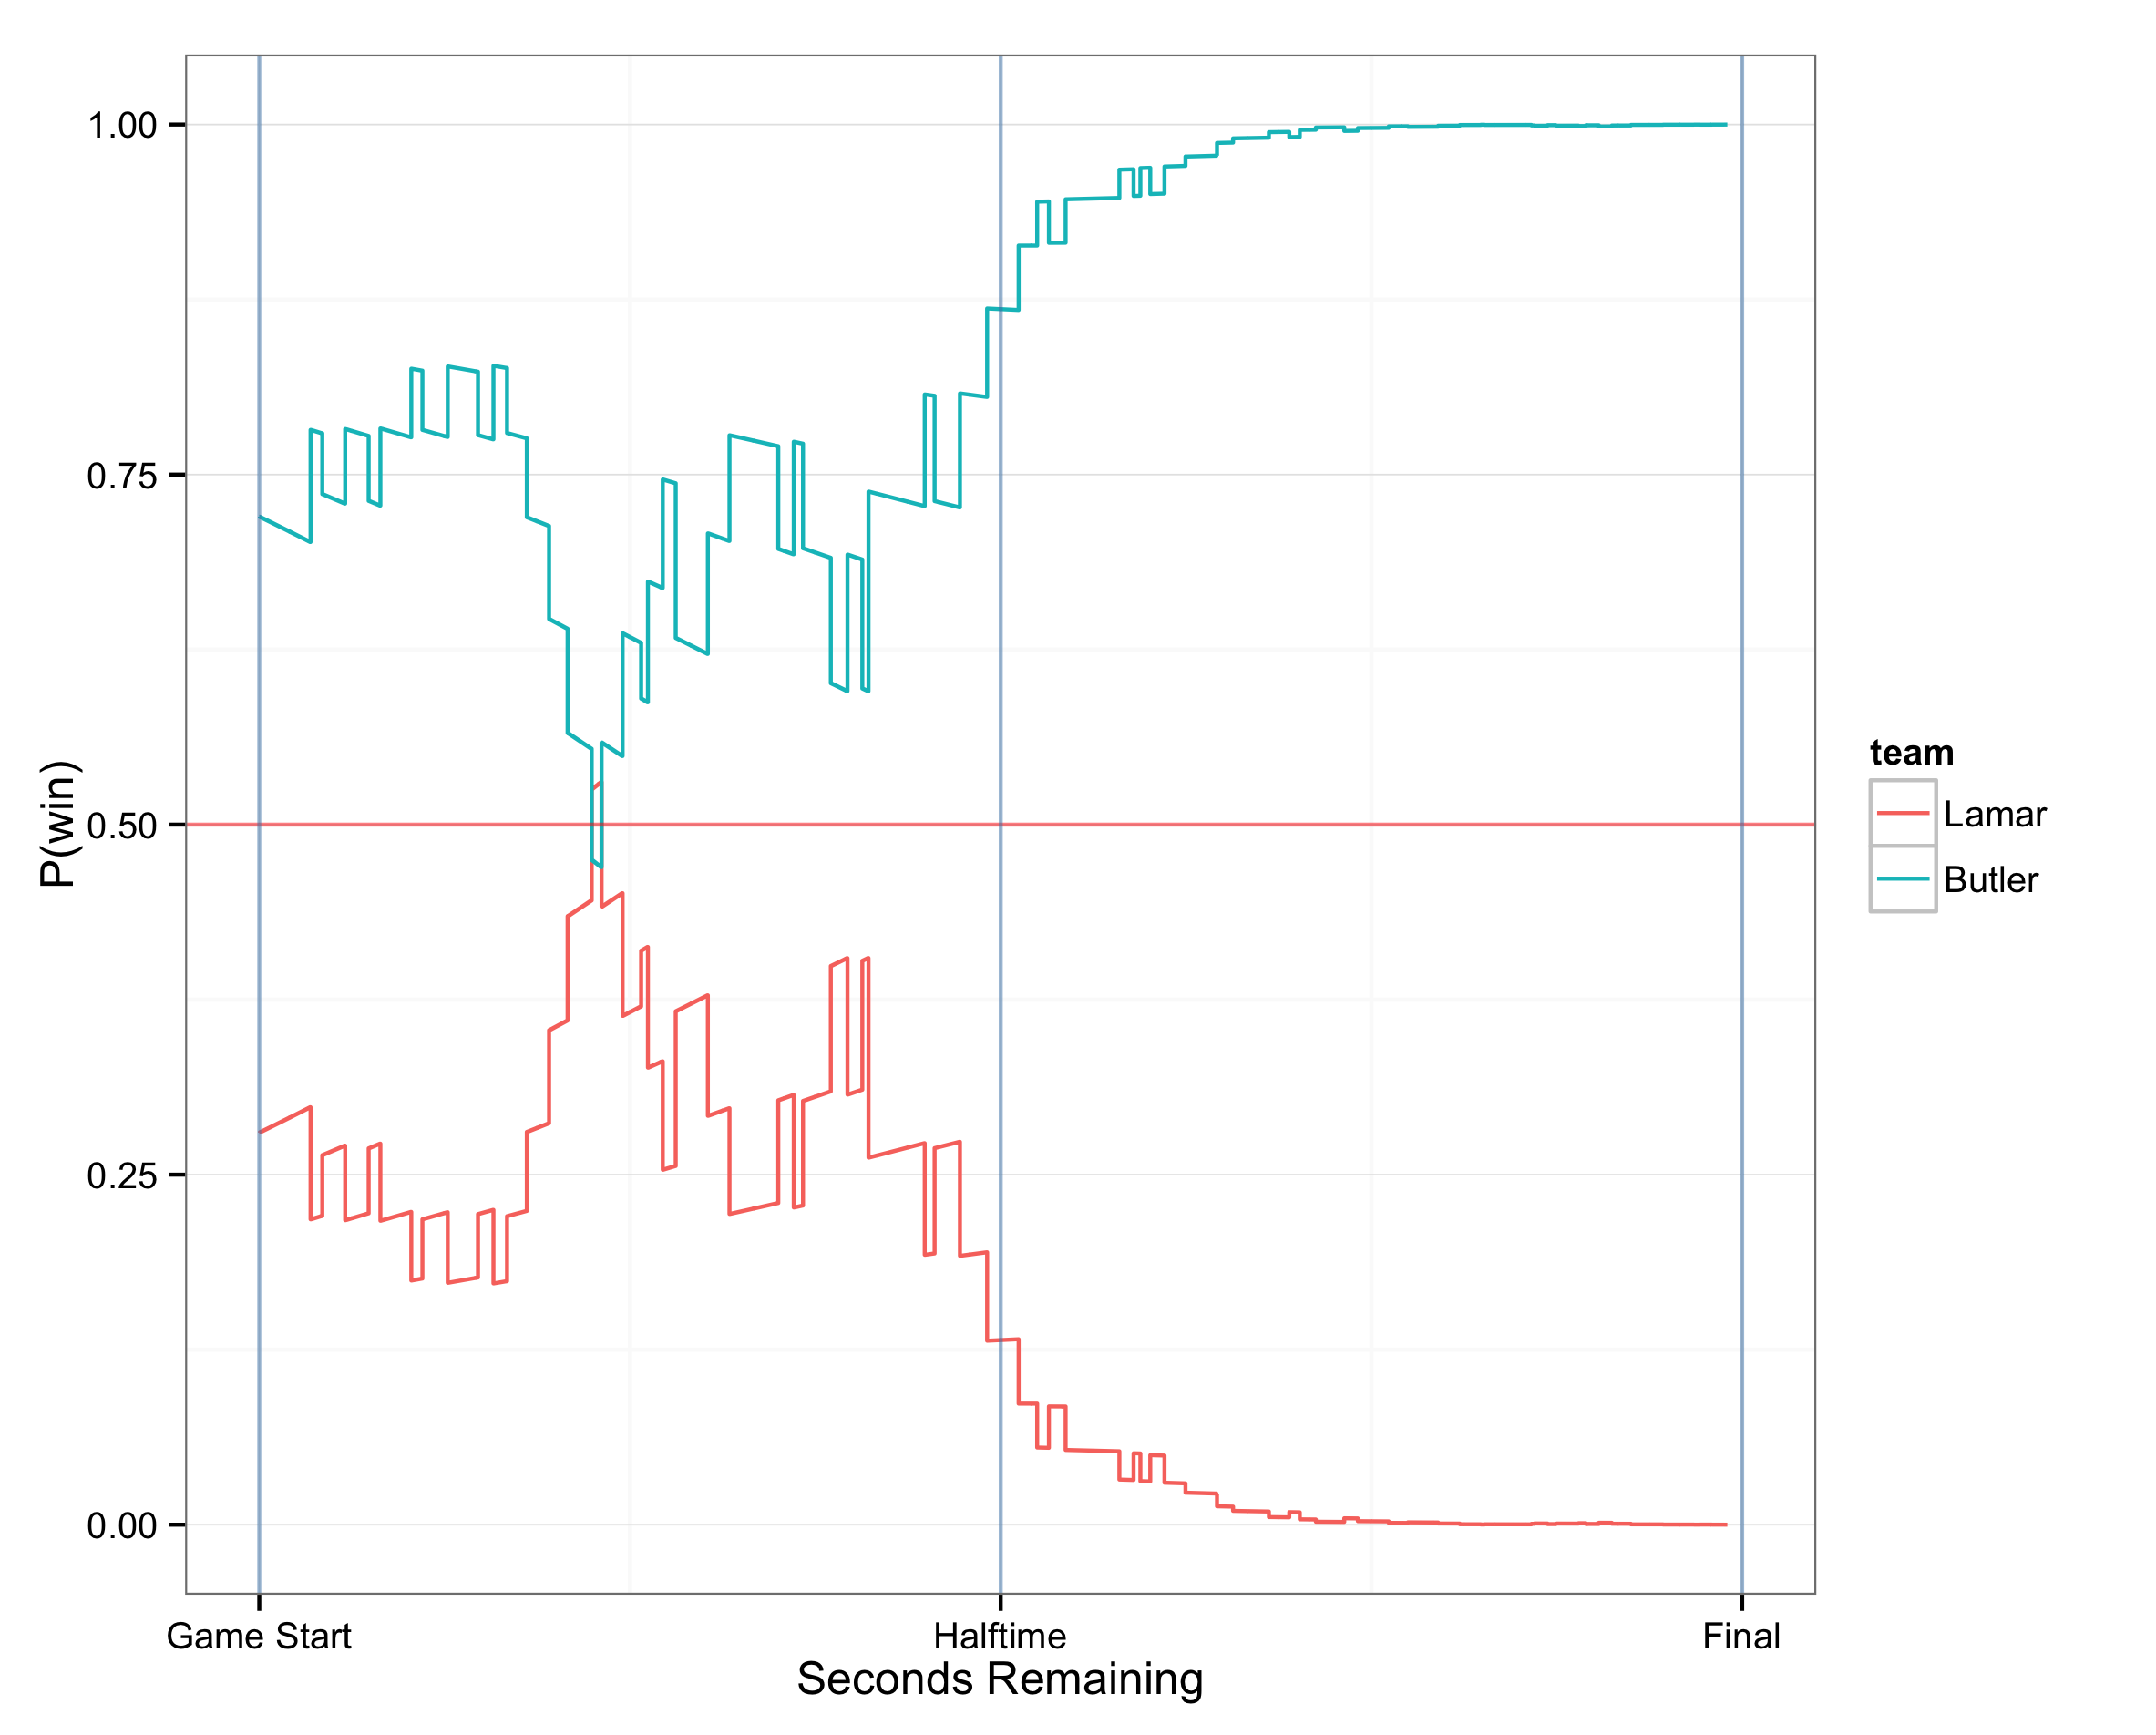 P(win)
1.00
0.75
0.50
0.25
0.00
Game Start
Halftime
Final
Seconds Remaining
team
Lamar
Butler